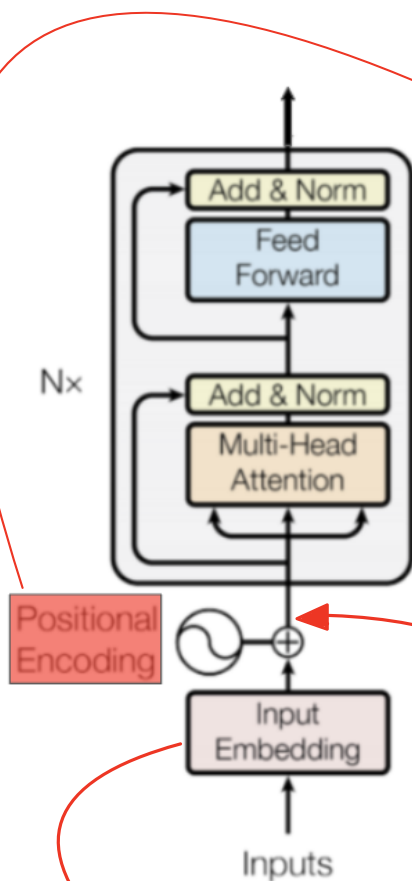 Add & Norm
Feed
Forward
Nx
Add & Norm
Multi-Head
Attention
Positional
Encoding
Input
Embedding
Inputs